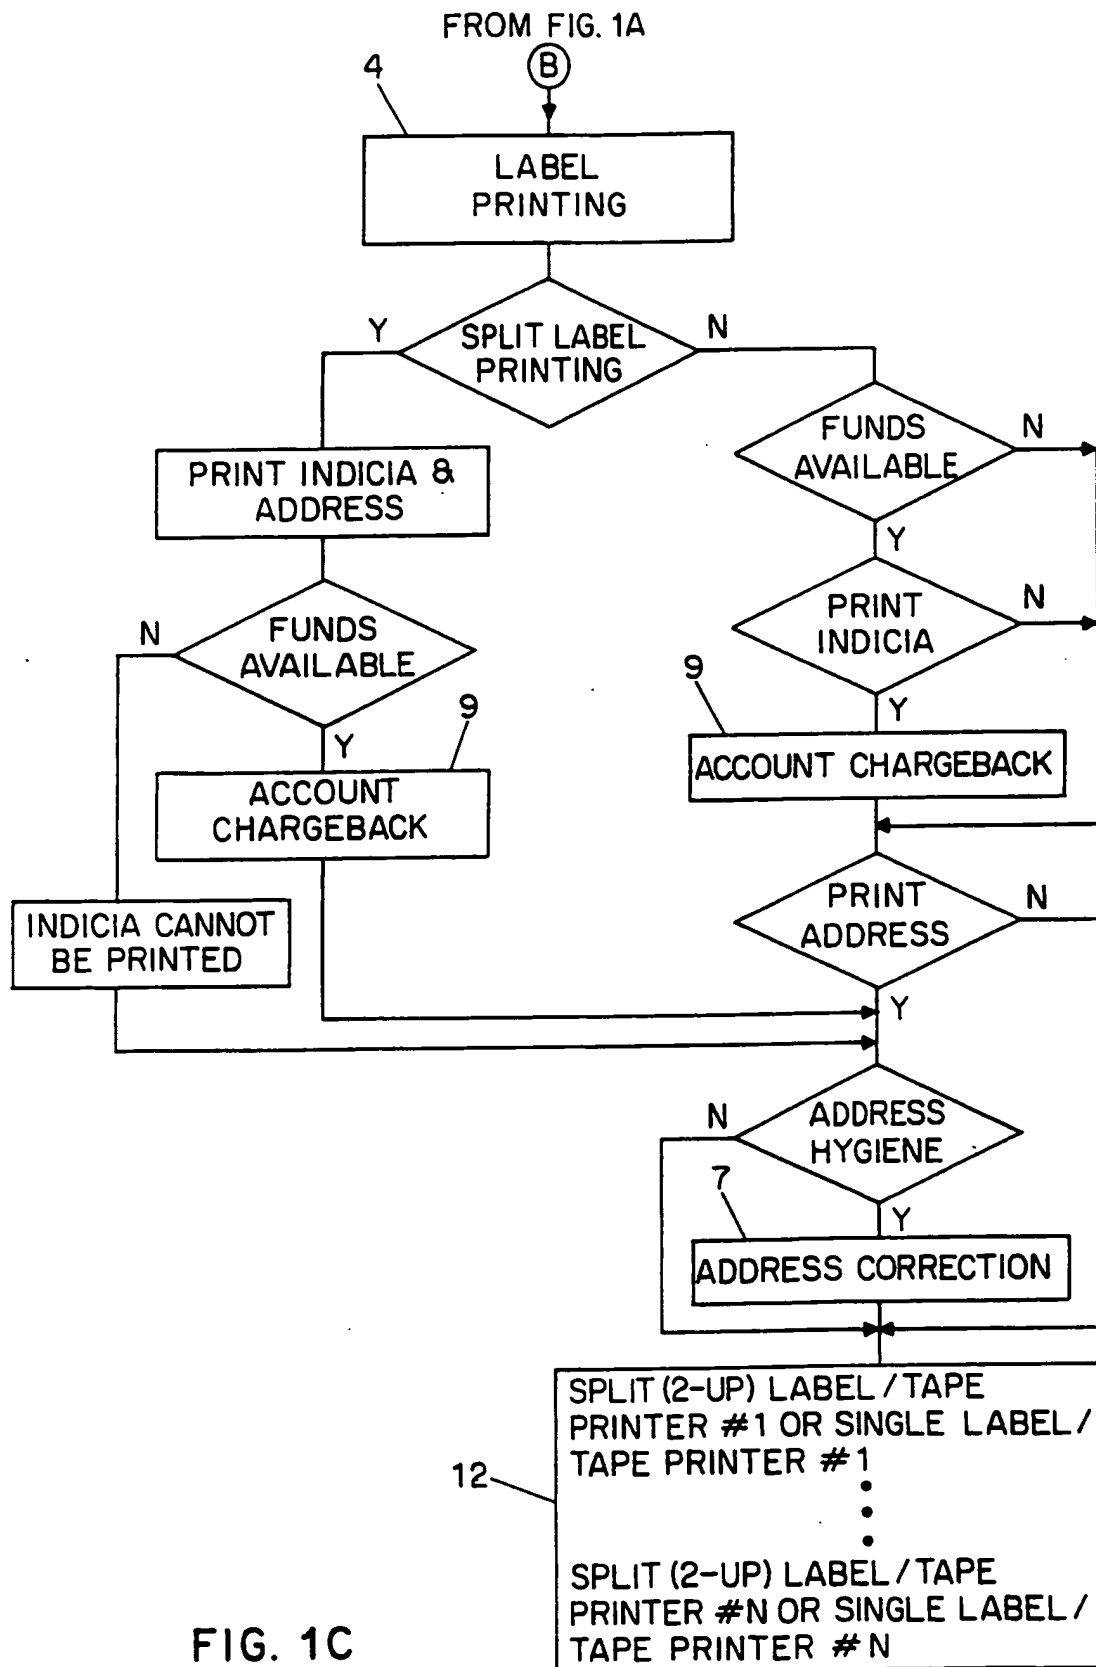 FROM FIG. 1A
B
4
LABEL
PRINTING
Y
SPLIT LABEL
PRINTING
N
PRINT INDICIA &
ADDRESS
FUNDS
AVAILABLE
N
Y
N
FUNDS
AVAILABLE
PRINT
INDICIA
N
Y
9
ACCOUNT
CHARGEBACK
Y
9
ACCOUNT CHARGEBACK
INDICIA CANNOT
BE PRINTED
PRINT
ADDRESS
N
Y
N
ADDRESS
HYGIENE
7
Y
ADDRESS CORRECTION
12
SPLIT (2-UP) LABEL / TAPE
PRINTER #1 OR SINGLE LABEL /
TAPE PRINTER #1
SPLIT (2-UP) LABEL / TAPE
PRINTER #N OR SINGLE LABEL /
TAPE PRINTER #N
FIG. 1C